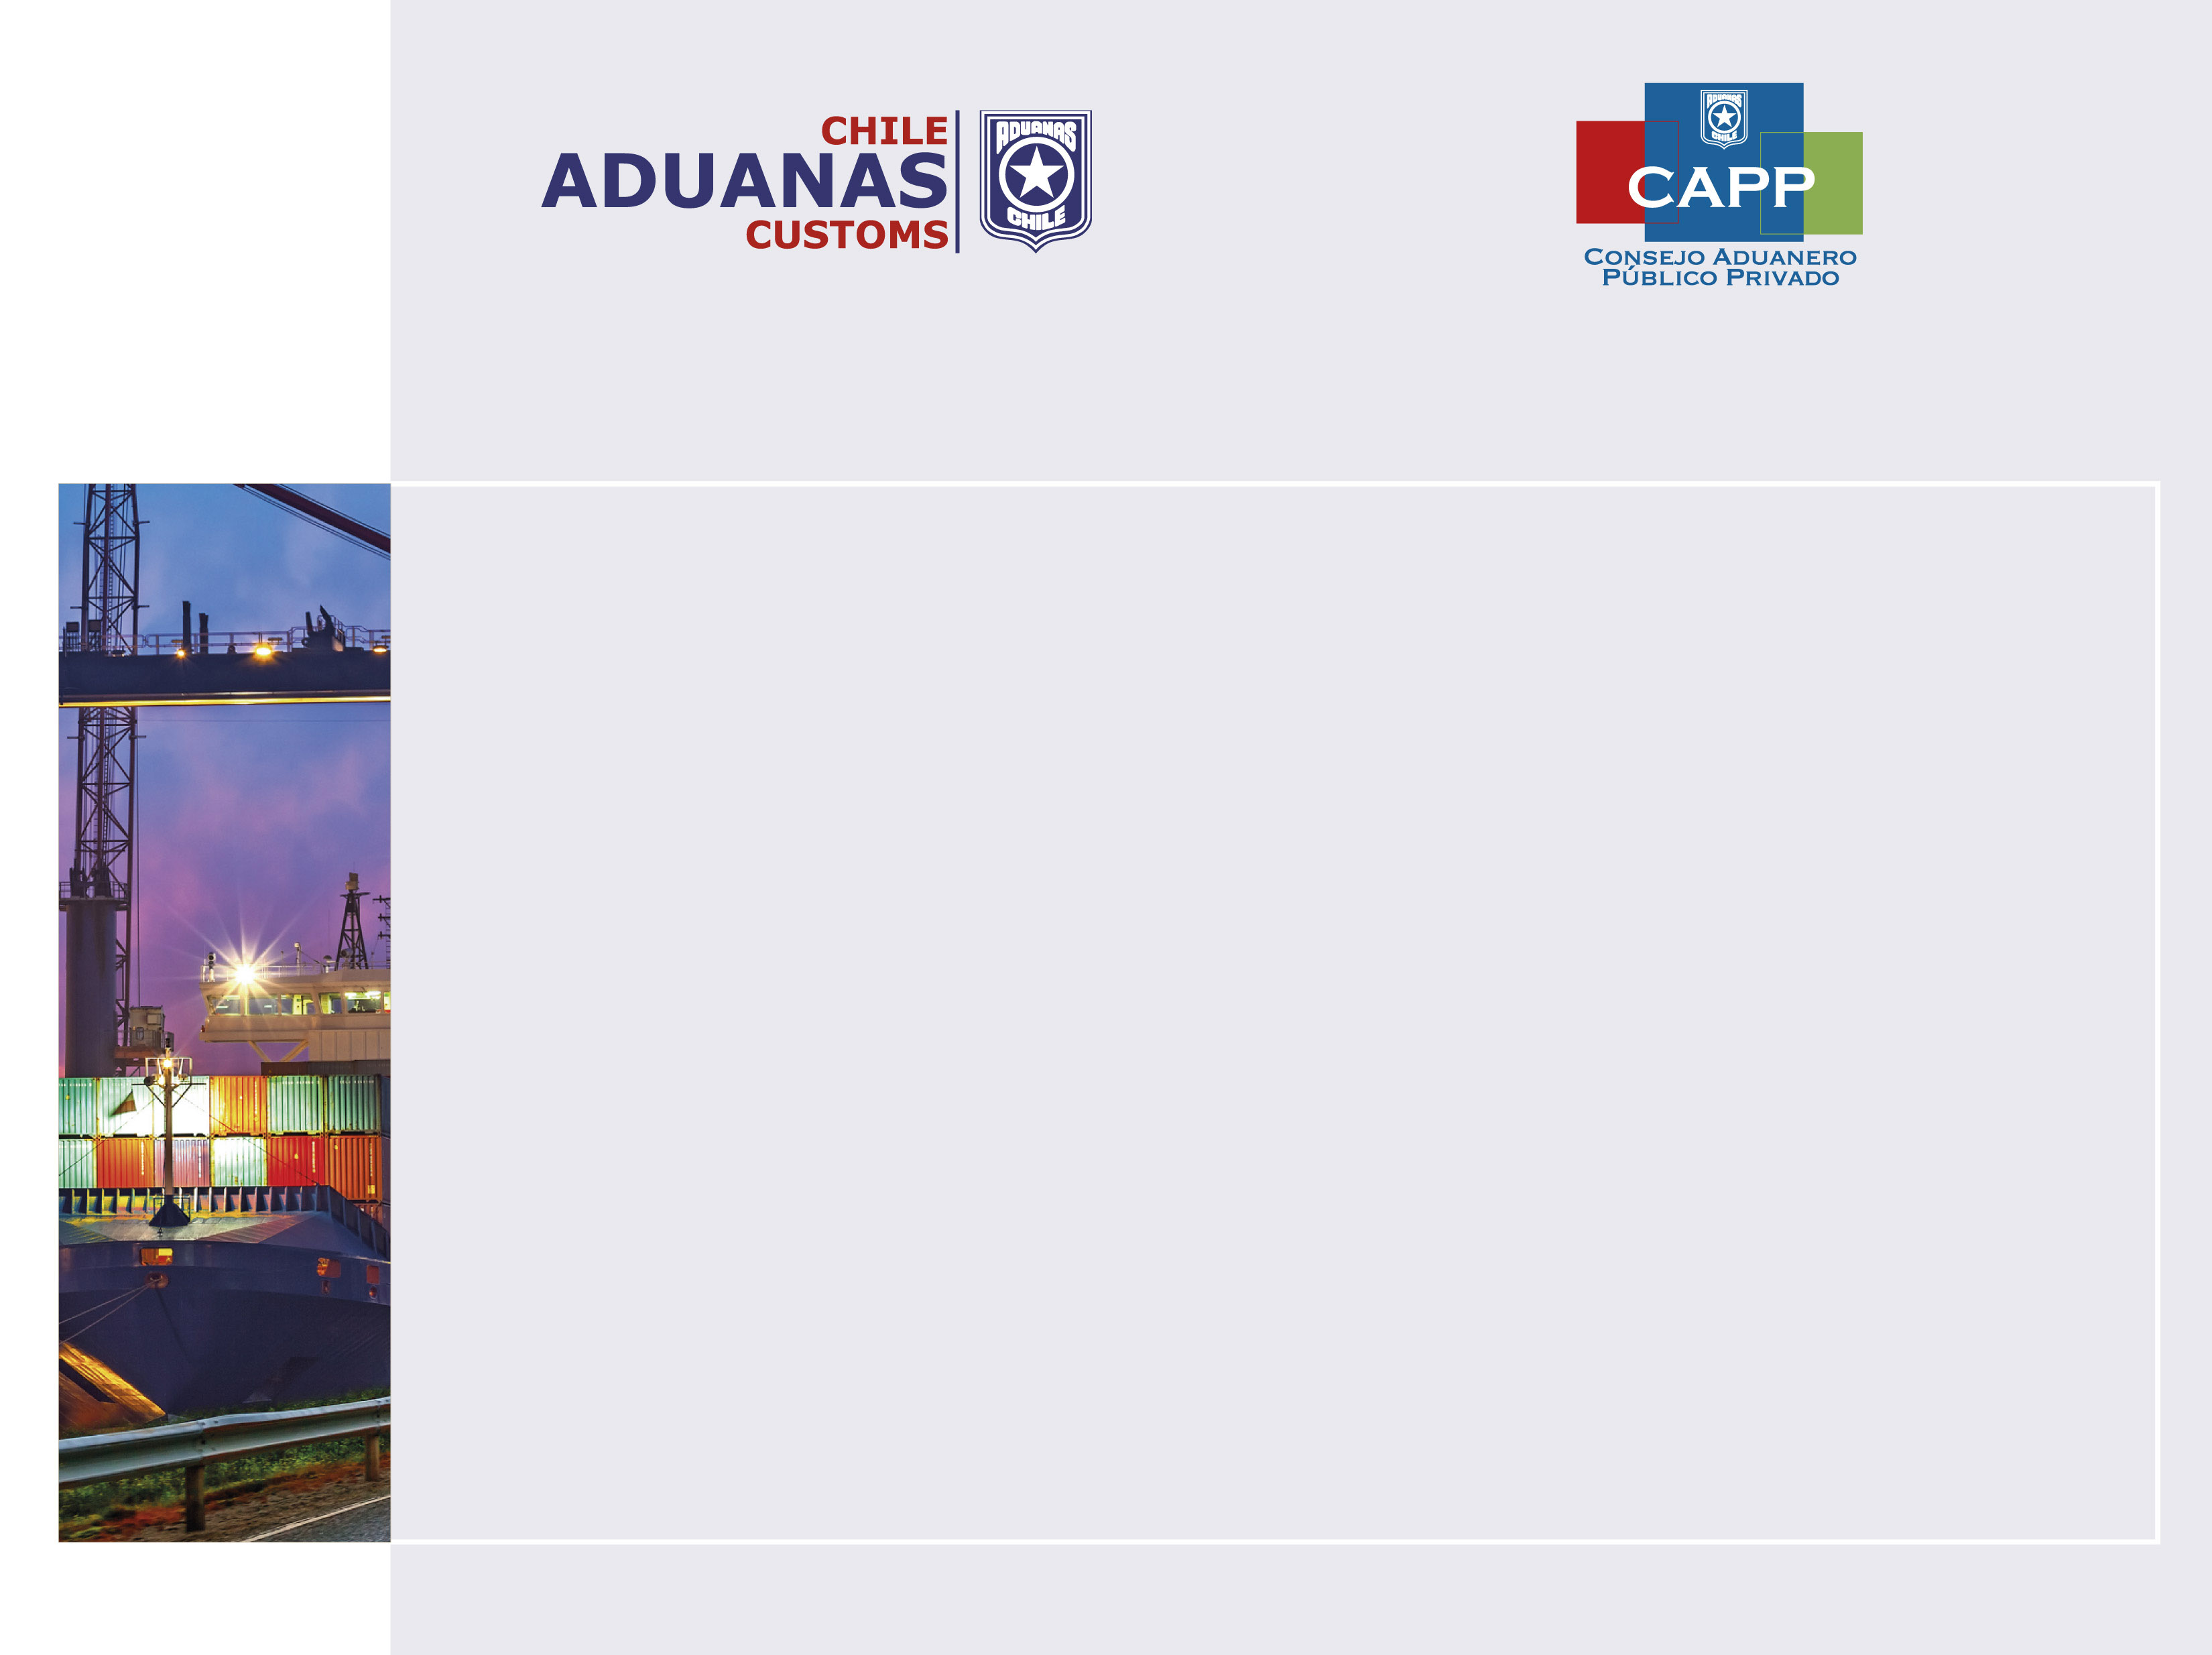 CHILE
ADUANAS
CUSTOMS
ADUANAS
CHILE
ADUANAS
CHILE
CAPP
CONSEJO ADUANERO
PÚBLICO PRIVADO